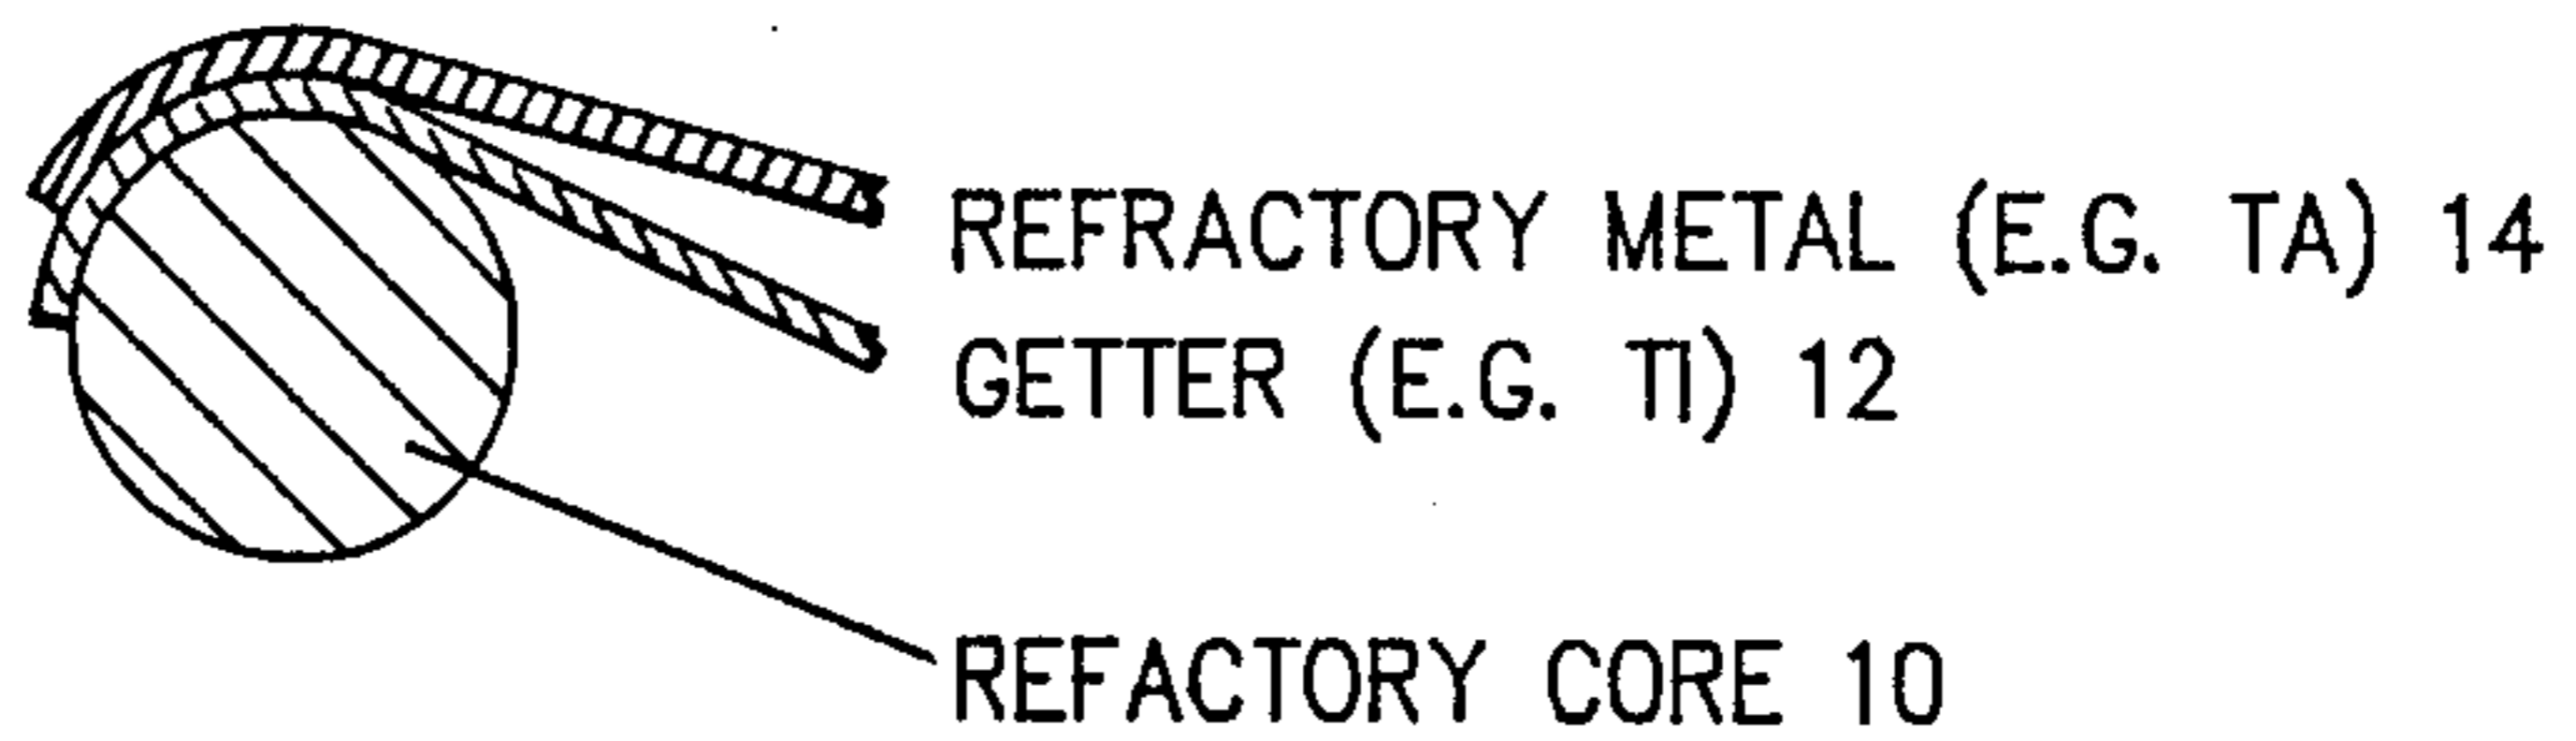 REFRACTORY METAL (E.G. TA) 14
GETTER (E.G. TI) 12
REFACTORY CORE 10